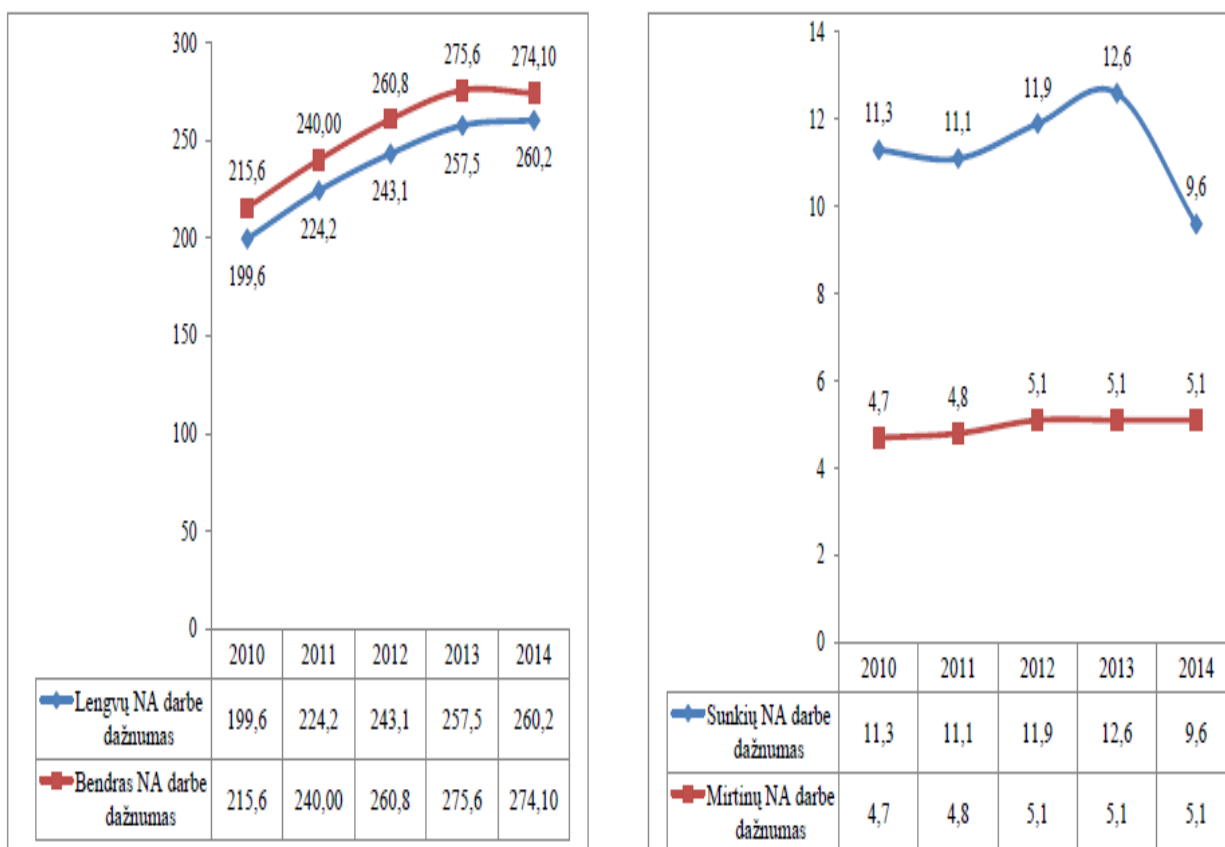 300
250
200
150
100
50
0
215,6
240,00
260,8
275,6
274,10
199,6
224,2
243,1
257,5
260,2
2010 2011 2012 2013 2014
Lengvų NA darbe
dažnumas
199,6 224,2 243,1 257,5 260,2
Bendras NA darbe
dažnumas
215,6 240,00 260,8 275,6 274,10
14
12
10
8
6
4
2
0
11,3
11,1
11,9
12,6
9,6
4,7
4,8
5,1
5,1
5,1
2010 2011 2012 2013 2014
Sunkių NA darbe
dažnumas
11,3 11,1 11,9 12,6 9,6
Mirtinų NA darbe
dažnumas
4,7 4,8 5,1 5,1 5,1